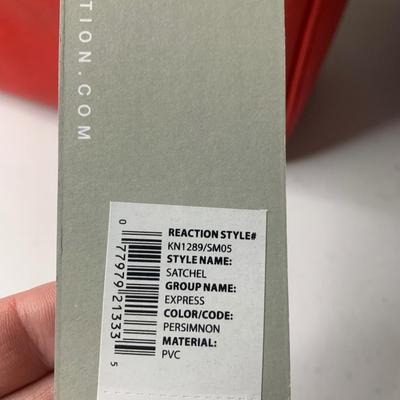 TION.COM
REACTION STYLE#
KN1289/SM05
STYLE NAME:
SATCHEL
GROUP NAME:
EXPRESS
COLOR/CODE:
PERSIMNON
MATERIAL:
PVC
0 77979 21333 5